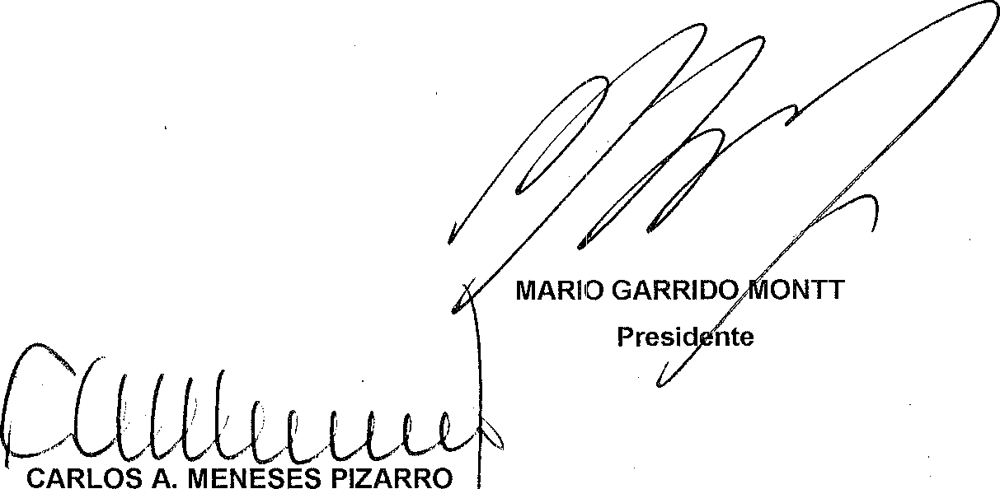 MARIO GARRIDO MONTT
Presidente
CARLOS A. MENESES PIZARRO